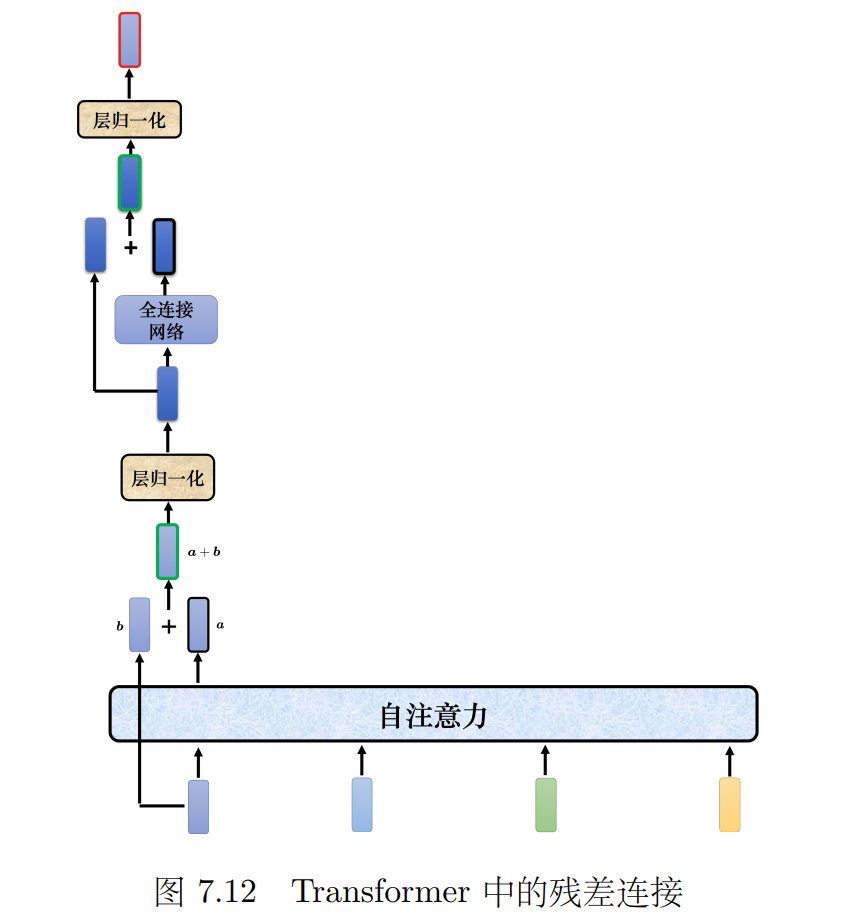 层归一化
+
全连接
网络
层归一化
a + b
b
+
a
自注意力
图 7.12 Transformer 中的残差连接